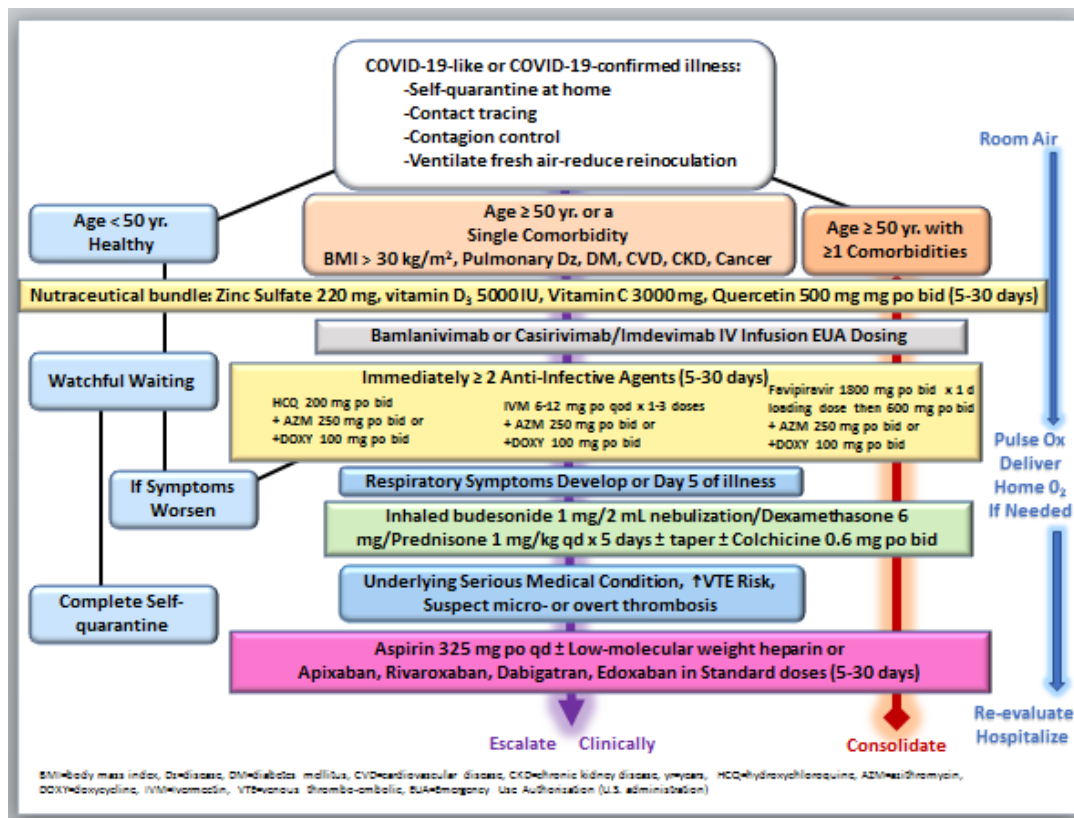 COVID-19-like or COVID-19-confirmed illness:
-Self-quarantine at home
-Contact tracing
-Contagion control
-Ventilate fresh air-reduce reinoculation
Room Air
Age < 50 yr.
Healthy
Age ≥ 50 yr. or a
Single Comorbidity
BMI > 30 kg/m², Pulmonary Dz, DM, CVD, CKD, Cancer
Age ≥ 50 yr. with
≥1 Comorbidities
Nutraceutical bundle: Zinc Sulfate 220 mg, vitamin D₃ 5000 IU, Vitamin C 3000 mg, Quercetin 500 mg mg po bid (5-30 days)
Bamlanivimab or Casirivimab/Imdevimab IV Infusion EUA Dosing
Watchful Waiting
Immediately ≥ 2 Anti-Infective Agents (5-30 days)
HCQ 200 mg po bid
+ AZM 250 mg po bid or
+DOXY 100 mg po bid
IVM 6-12 mg po qod x 1-3 doses
+ AZM 250 mg po bid or
+DOXY 100 mg po bid
Favipiravir 1800 mg po bid x 1 d
loading dose then 600 mg po bid
+ AZM 250 mg po bid or
+DOXY 100 mg po bid
Pulse Ox
Deliver
Home 0₂
If Needed
If Symptoms
Worsen
Respiratory Symptoms Develop or Day 5 of illness
Inhaled budesonide 1 mg/2 mL nebulization/Dexamethasone 6
mg/Prednisone 1 mg/kg qd x 5 days ± taper ± Colchicine 0.6 mg po bid
Complete Self-
quarantine
Underlying Serious Medical Condition, ↑VTE Risk,
Suspect micro- or overt thrombosis
Aspirin 325 mg po qd ± Low-molecular weight heparin or
Apixaban, Rivaroxaban, Dabigatran, Edoxaban in Standard doses (5-30 days)
Escalate Clinically
Consolidate
Re-evaluate
Hospitalize
BMI=body mass index, Dz=disease, DM=diabetes mellitus, CVD=cardiovascular disease, CKD=chronic kidney disease, yr=years, HCQ=hydroxychloroquine, AZM=azithromycin,
DOXY=doxycycline, IVM=ivermectin, VTE=venous thrombo-embolic, EUA=Emergency Use Authorization (U.S. administration)